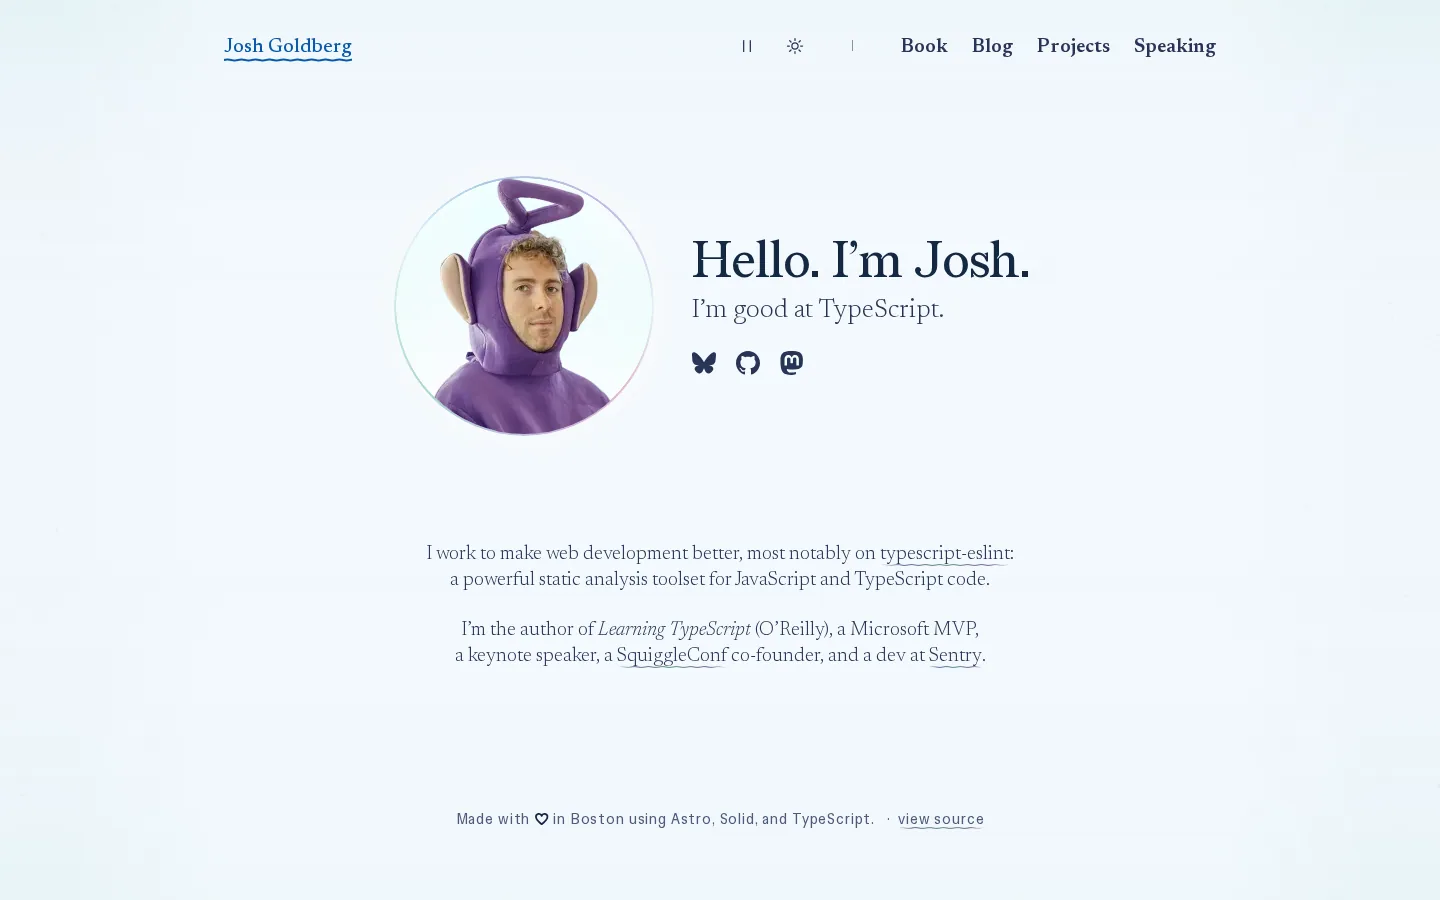 Josh Goldberg
Book Blog Projects Speaking
Hello. I’m Josh.
I’m good at TypeScript.
I work to make web development better, most notably on typescript-eslint:
a powerful static analysis toolset for JavaScript and TypeScript code.
I’m the author of Learning TypeScript (O’Reilly), a Microsoft MVP,
a keynote speaker, a SquiggleConf co-founder, and a dev at Sentry.
Made with ♡ in Boston using Astro, Solid, and TypeScript. · view source